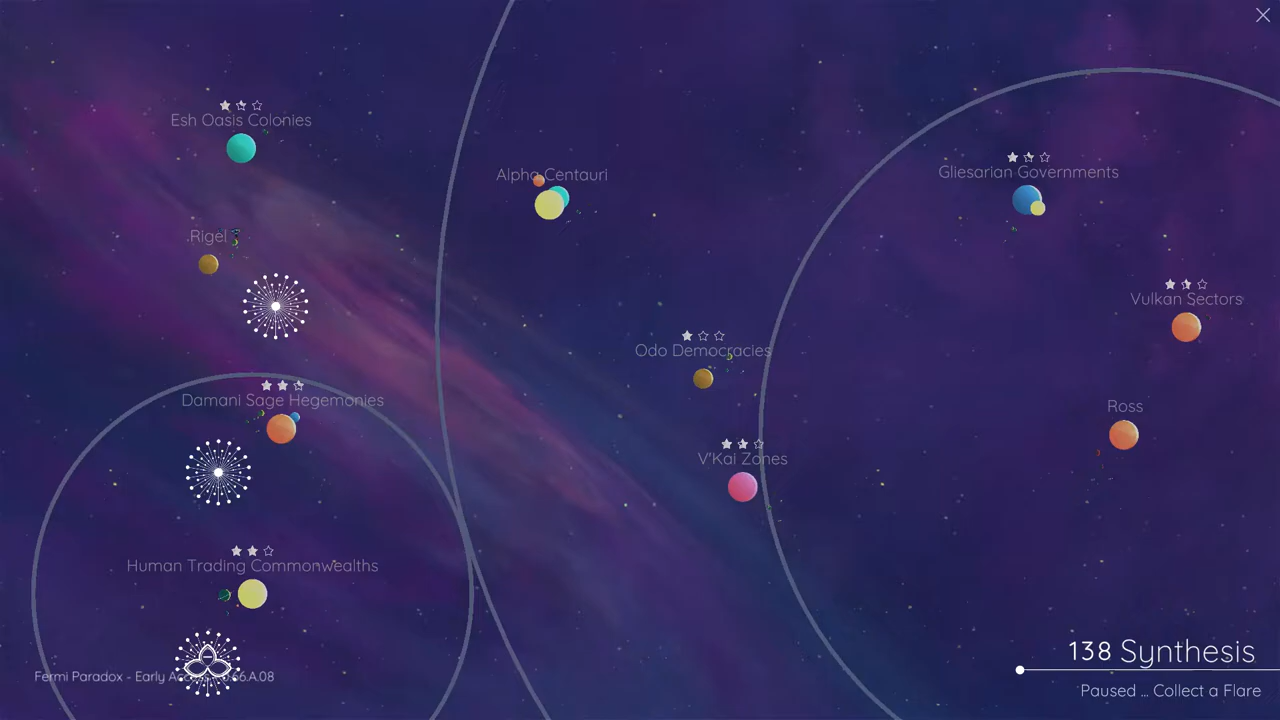 Esh Oasis Colonies
Alpha Centauri
Gliesarian Governments
Rigel
Vulkan Sectors
Odo Democracies
Damani Sage Hegemonies
Ross
V'Kai Zones
Human Trading Commonwealths
138 Synthesis
Fermi Paradox - Early
Paused ... Collect a Flare